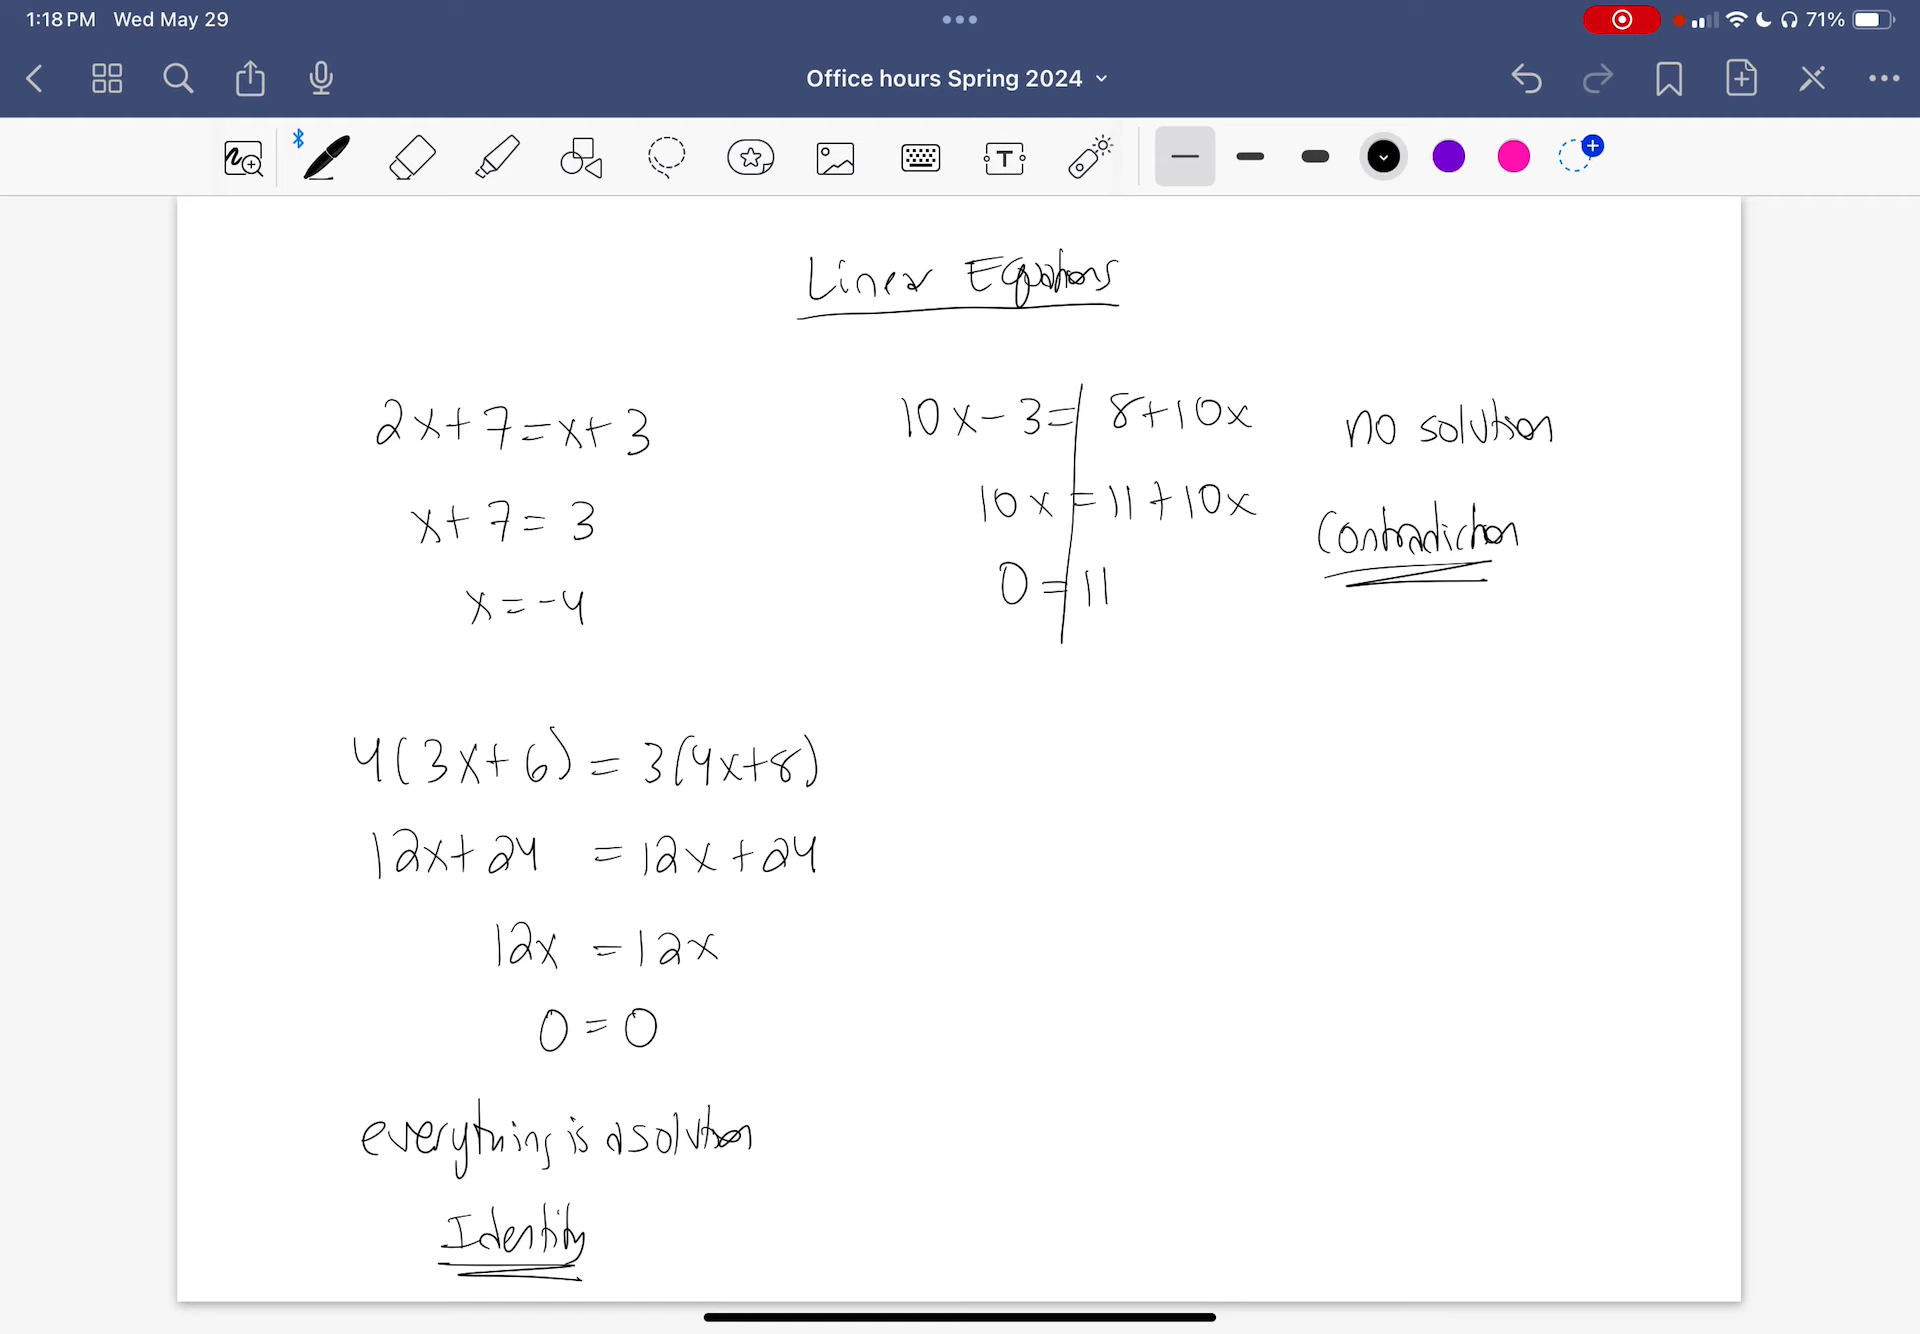 1:18 PM Wed May 29
71%
Office hours Spring 2024
T
Linear Equations
2x+7=x+3
x+7=3
x=-4
10x-3=8+10x
10x=11+10x
0=11
no solution
Contradiction
4(3x+6)=3(4x+8)
12x+24=12x+24
12x=12x
0=0
everything is a solution
Identity